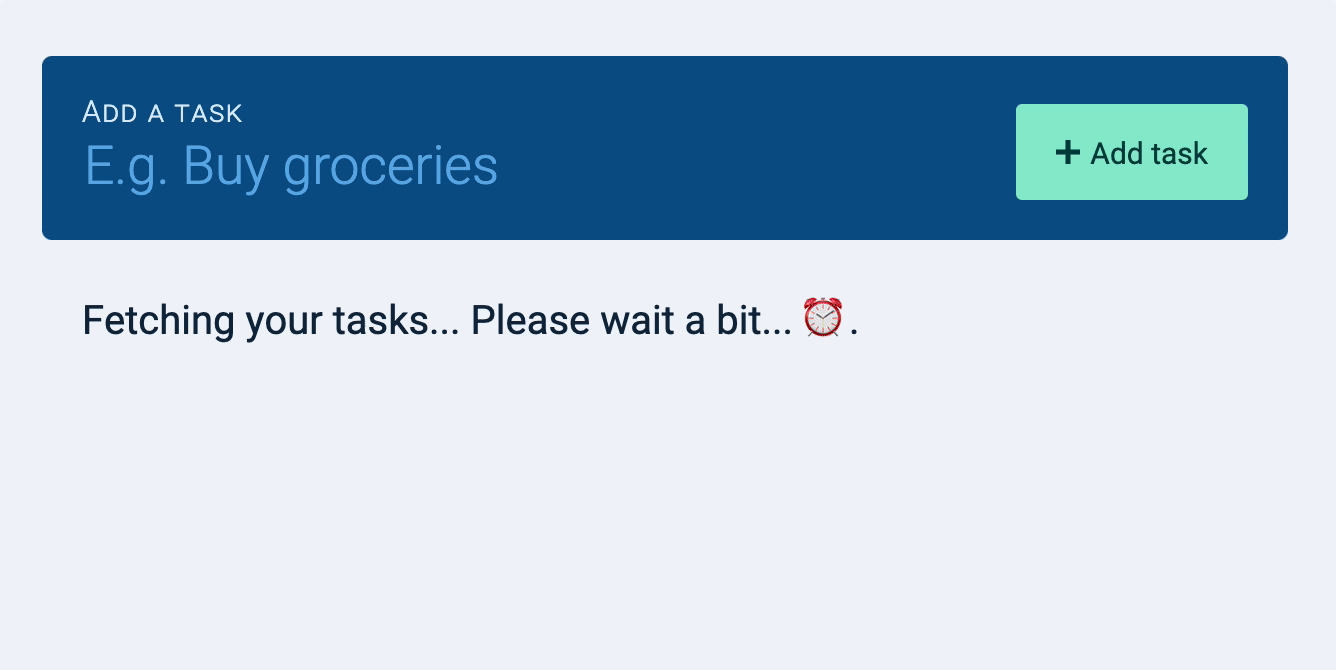 Add a task
E.g. Buy groceries
+ Add task
Fetching your tasks... Please wait a bit... ⏰.